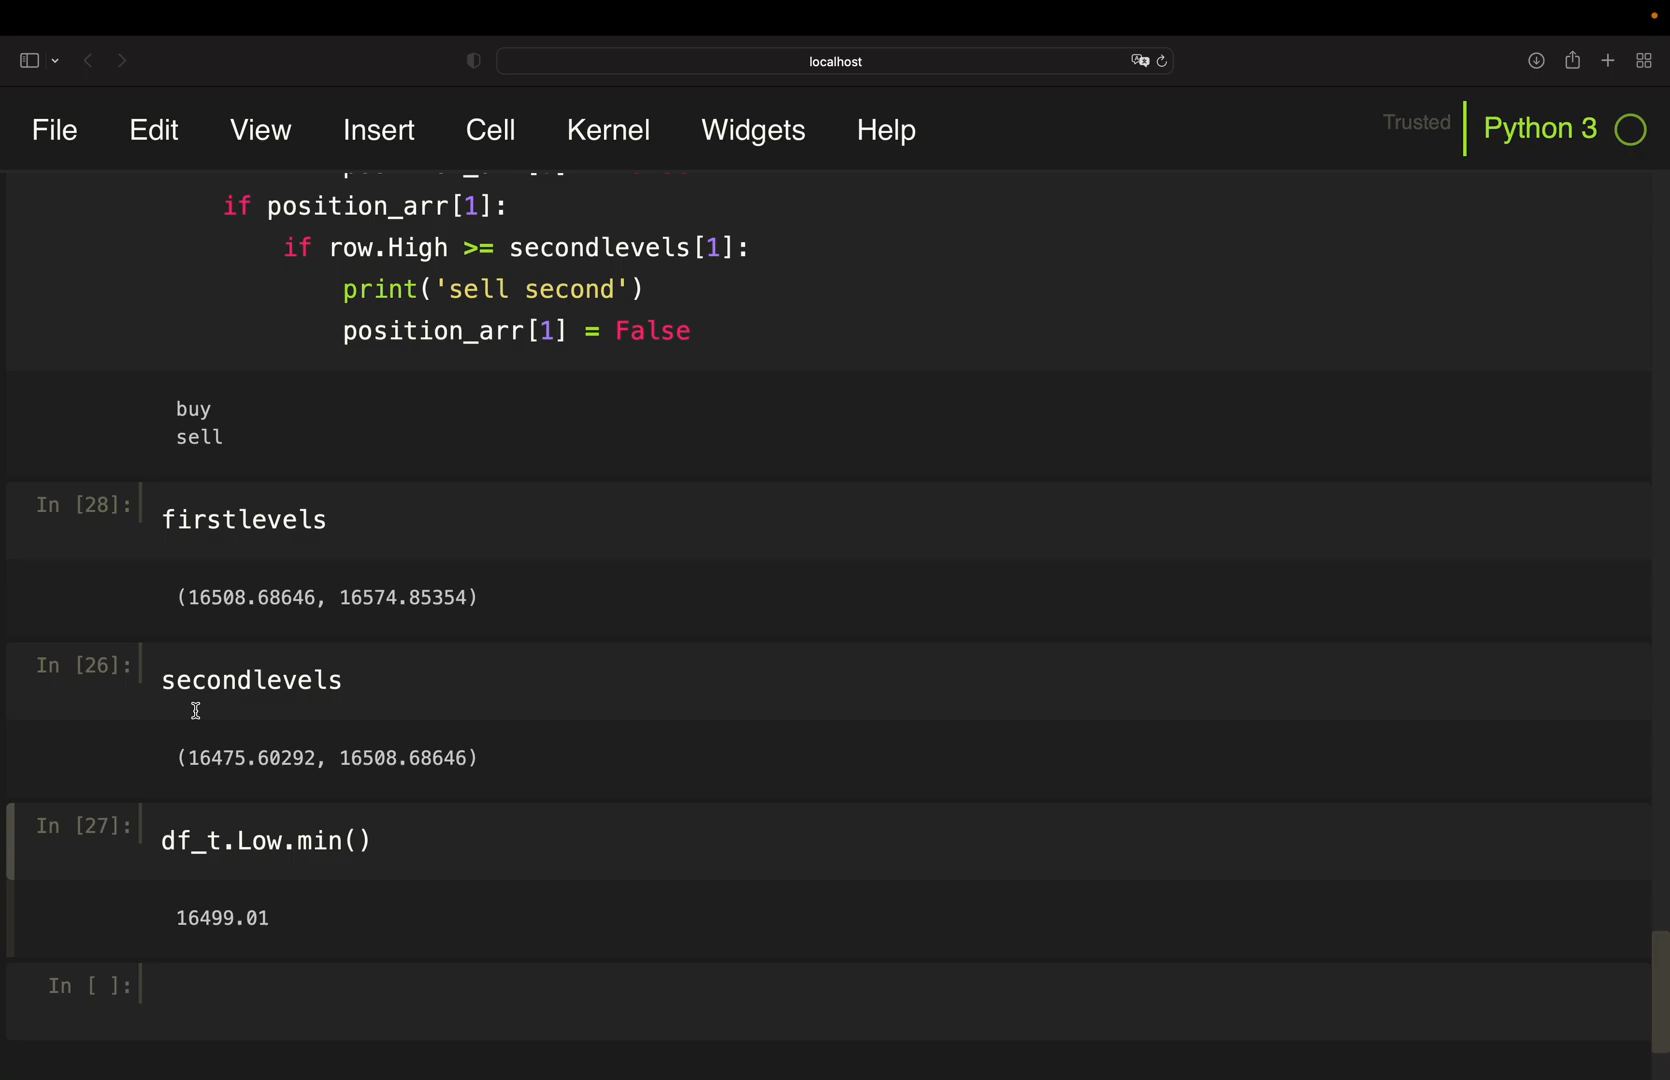 localhost
File Edit View Insert Cell Kernel Widgets Help Trusted Python 3
if position_arr[1]:
if row.High >= secondlevels[1]:
print('sell second')
position_arr[1] = False
buy
sell
In [28]:
firstlevels
(16508.68646, 16574.85354)
In [26]:
secondlevels
(16475.60292, 16508.68646)
In [27]:
df_t.Low.min()
16499.01
In [ ]: